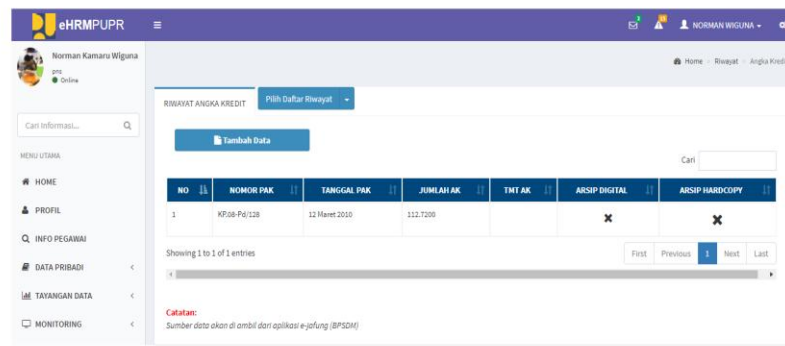 eHRMPUPR
NORMAN WIGUNA
Norman Kamaru Wiguna
pns
Online
Home > Riwayat > Angka Kredi
RIWAYAT ANGKA KREDIT
Pilih Daftar Riwayat
Cari Informasi...
Tambah Data
MENU UTAMA
Cari
HOME
NO NOMOR PAK TANGGAL PAK JUMLAH AK TMT AK ARSIP DIGITAL ARSIP HARDCOPY
PROFIL
1 KP.08-Pd/128 12 Maret 2010 112.7200
INFO PEGAWAI
Showing 1 to 1 of 1 entries
First Previous 1 Next Last
DATA PRIBADI
TAYANGAN DATA
MONITORING
Catatan:
Sumber data akan di ambil dari aplikasi e-jafung (BPSDM)